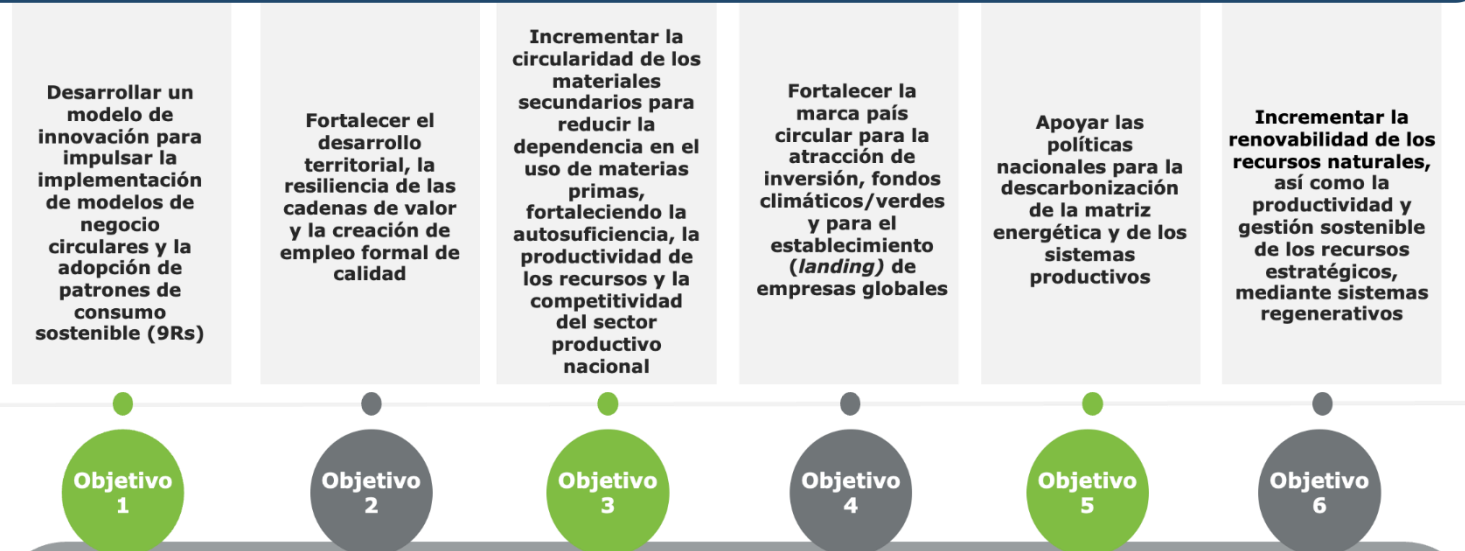 Desarrollar un
modelo de
innovación para
impulsar la
implementación
de modelos de
negocio
circulares y la
adopción de
patrones de
consumo
sostenible (9Rs)
Fortalecer el
desarrollo
territorial, la
resiliencia de las
cadenas de valor
y la creación de
empleo formal de
calidad
Incrementar la
circularidad de los
materiales
secundarios para
reducir la
dependencia en el
uso de materias
primas,
fortaleciendo la
autosuficiencia, la
productividad de
los recursos y la
competitividad
del sector
productivo
nacional
Fortalecer la
marca país
circular para la
atracción de
inversión, fondos
climáticos/verdes
y para el
establecimiento
(landing) de
empresas globales
Apoyar las
políticas
nacionales para la
descarbonización
de la matriz
energética y de los
sistemas
productivos
Incrementar la
renovabilidad de los
recursos naturales,
así como la
productividad y
gestión sostenible
de los recursos
estratégicos,
mediante sistemas
regenerativos
Objetivo
1
Objetivo
2
Objetivo
3
Objetivo
4
Objetivo
5
Objetivo
6